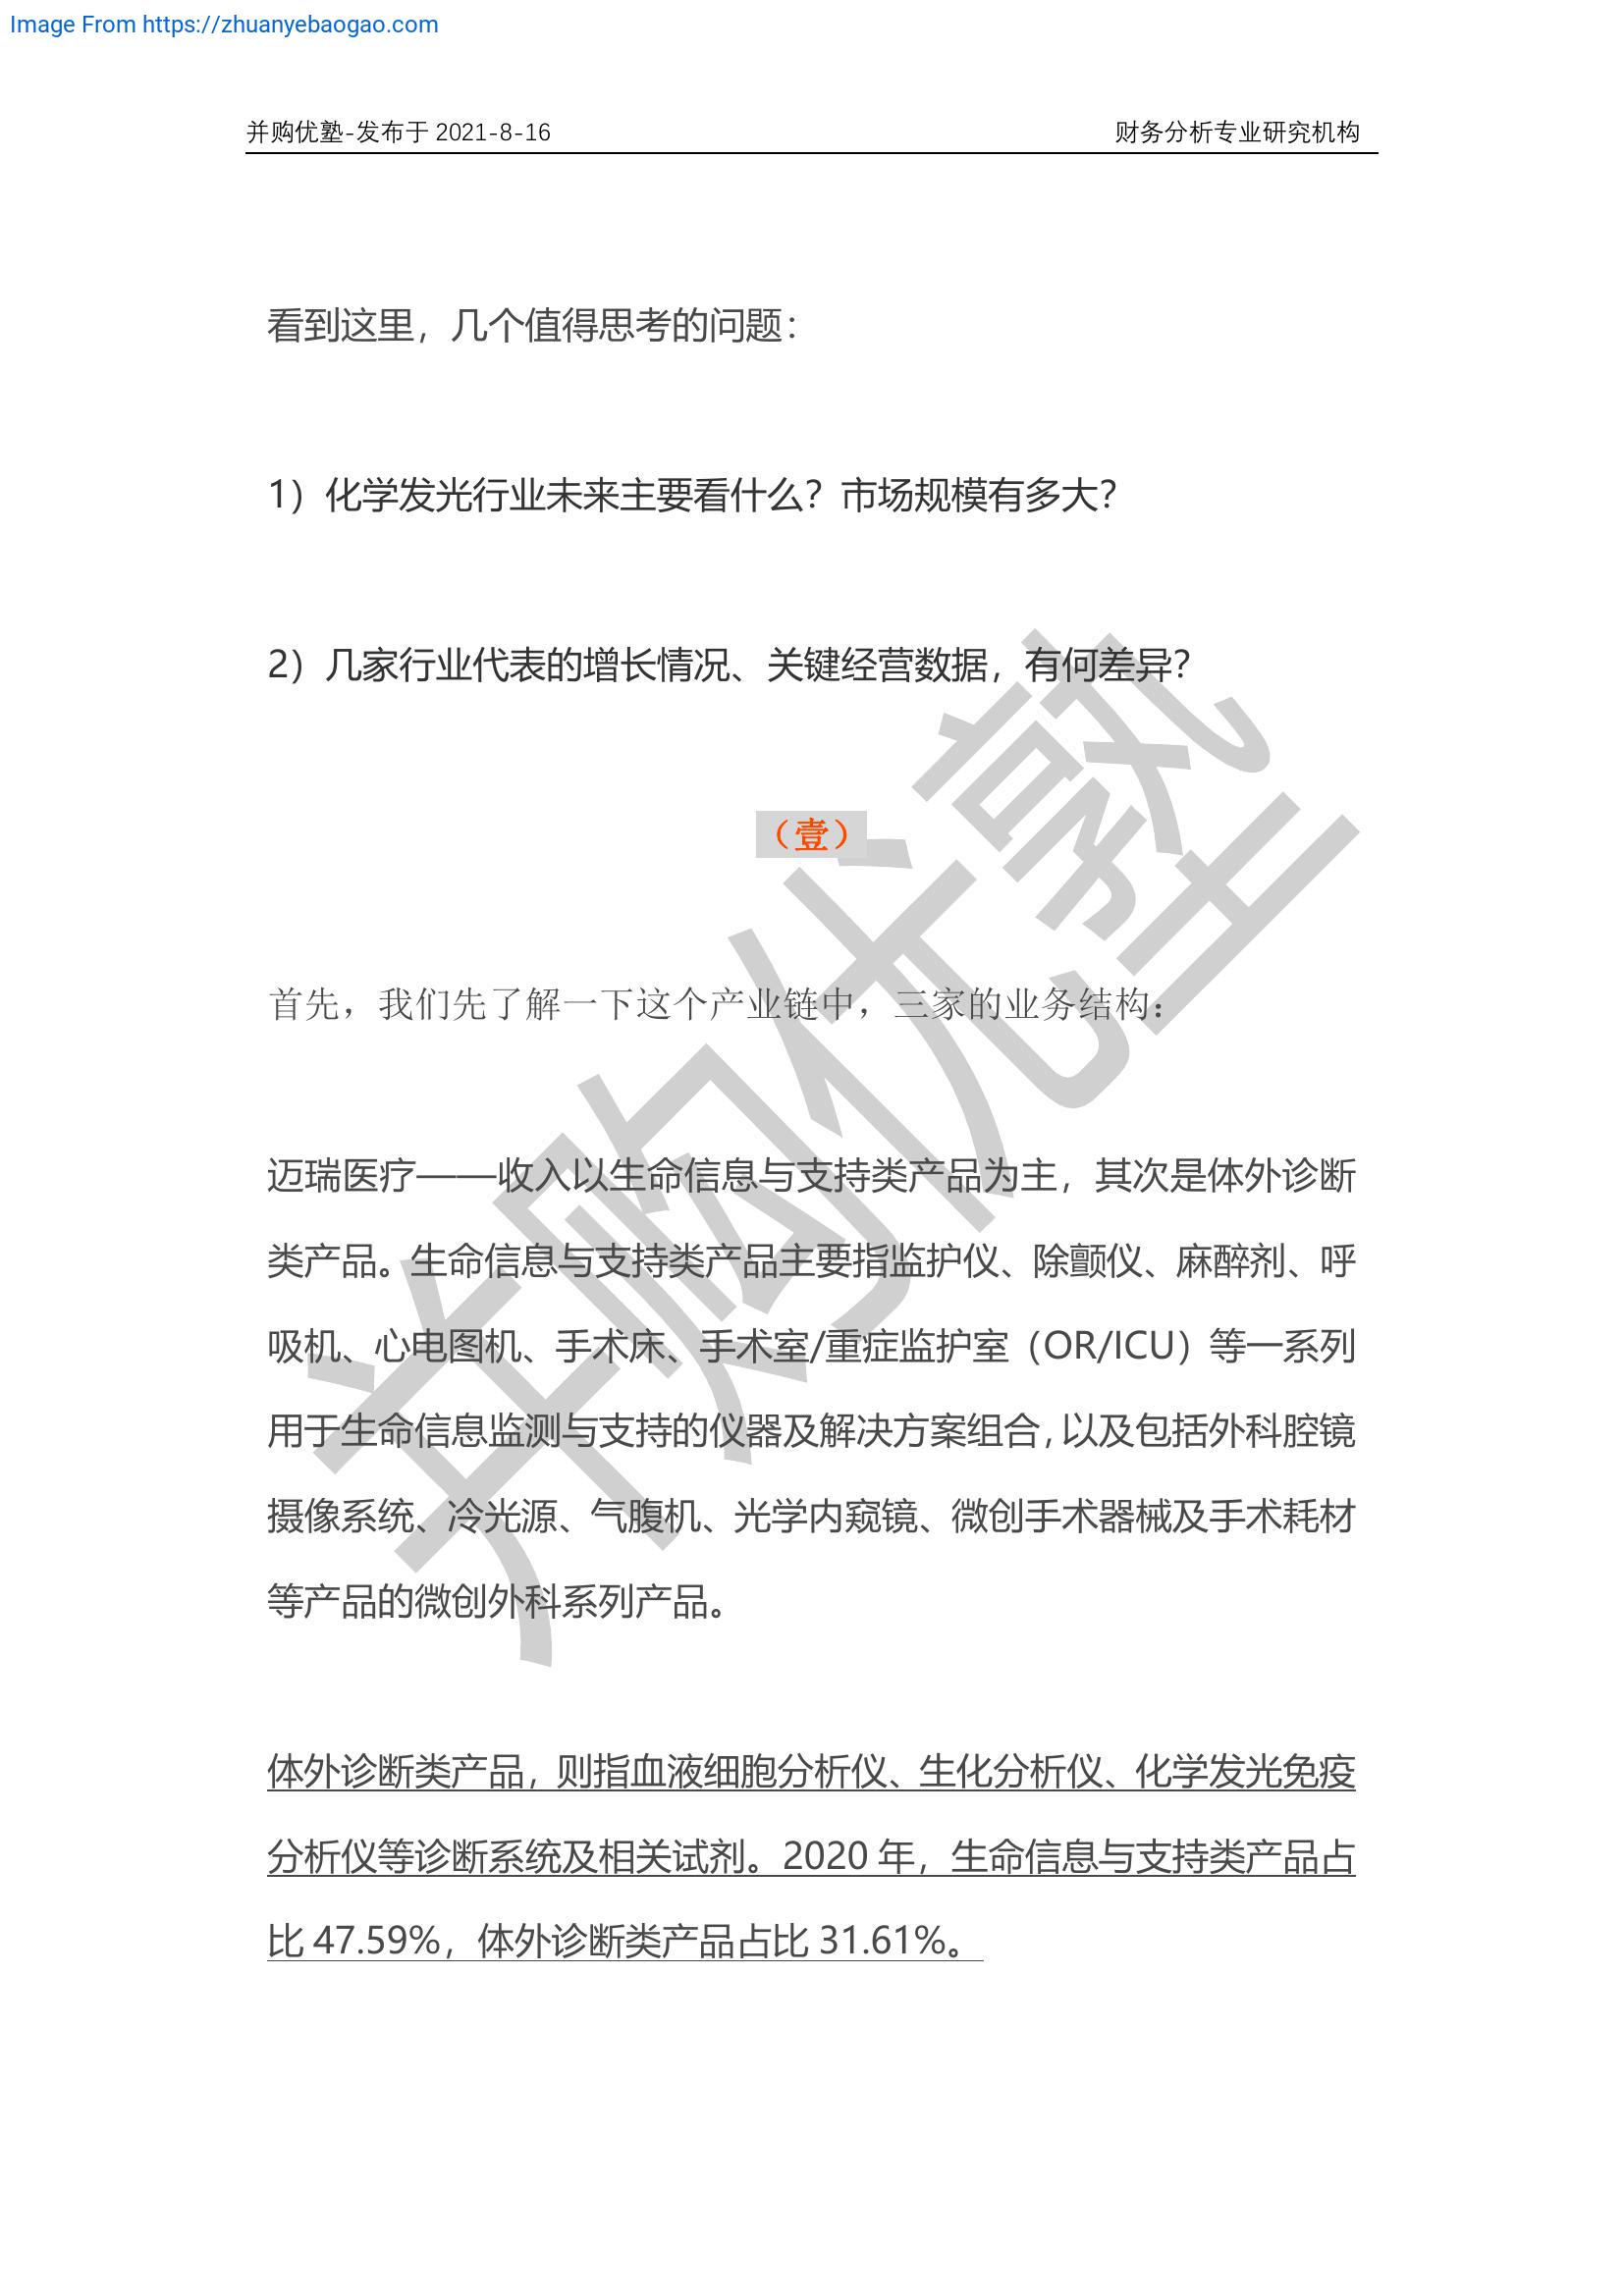 Image From https://zhuanyebaogao.com
并购优塾-发布于 2021-8-16 财务分析专业研究机构
看到这里，几个值得思考的问题：
1）化学发光行业未来主要看什么？市场规模有多大？
2）几家行业代表的增长情况、关键经营数据，有何差异？
（壹）
首先，我们先了解一下这个产业链中，三家的业务结构：
迈瑞医疗——收入以生命信息与支持类产品为主，其次是体外诊断
类产品。生命信息与支持类产品主要指监护仪、除颤仪、麻醉剂、呼
吸机、心电图机、手术床、手术室/重症监护室（OR/ICU）等一系列
用于生命信息监测与支持的仪器及解决方案组合，以及包括外科腔镜
摄像系统、冷光源、气腹机、光学内窥镜、微创手术器械及手术耗材
等产品的微创外科系列产品。
体外诊断类产品，则指血液细胞分析仪、生化分析仪、化学发光免疫
分析仪等诊断系统及相关试剂。2020 年，生命信息与支持类产品占
比 47.59%，体外诊断类产品占比 31.61%。
并购优塾